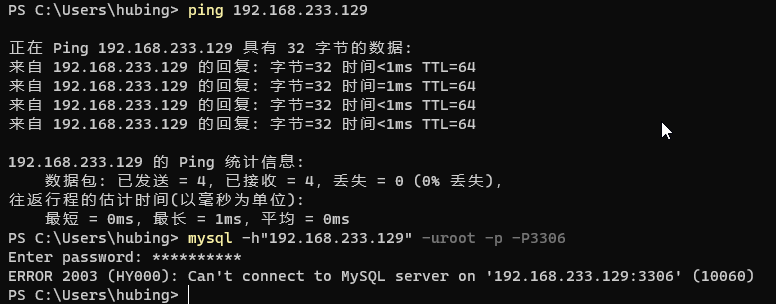 PS C:\Users\hubing> ping 192.168.233.129
正在 Ping 192.168.233.129 具有 32 字节的数据:
来自 192.168.233.129 的回复: 字节=32 时间<1ms TTL=64
来自 192.168.233.129 的回复: 字节=32 时间=1ms TTL=64
来自 192.168.233.129 的回复: 字节=32 时间<1ms TTL=64
来自 192.168.233.129 的回复: 字节=32 时间<1ms TTL=64
192.168.233.129 的 Ping 统计信息:
数据包: 已发送 = 4，已接收 = 4，丢失 = 0 (0% 丢失)，
往返行程的估计时间(以毫秒为单位):
最短 = 0ms，最长 = 1ms，平均 = 0ms
PS C:\Users\hubing> mysql -h"192.168.233.129" -uroot -p -P3306
Enter password: **********
ERROR 2003 (HY000): Can't connect to MySQL server on '192.168.233.129:3306' (10060)
PS C:\Users\hubing>